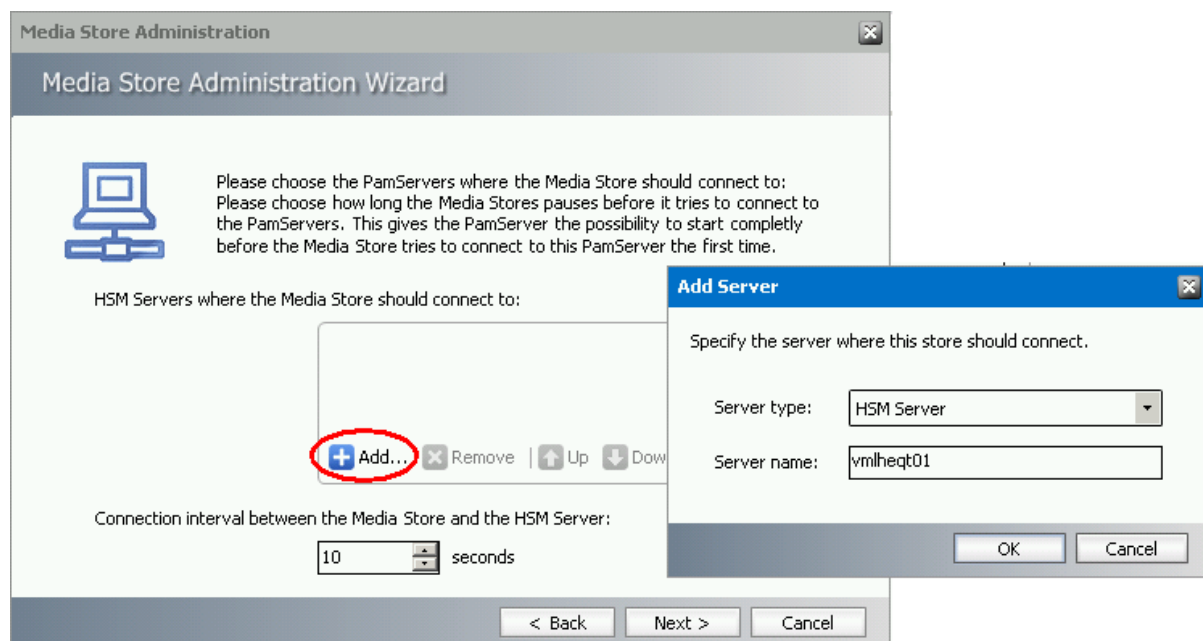 Media Store Administration
Media Store Administration Wizard
Please choose the PamServers where the Media Store should connect to:
Please choose how long the Media Stores pauses before it tries to connect to
the PamServers. This gives the PamServer the possibility to start completly
before the Media Store tries to connect to this PamServer the first time.
HSM Servers where the Media Store should connect to:
Add... Remove | Up Dow
Connection interval between the Media Store and the HSM Server:
10 seconds
< Back Next > Cancel
Add Server
Specify the server where this store should connect.
Server type: HSM Server
Server name: vmlheqt01
OK Cancel